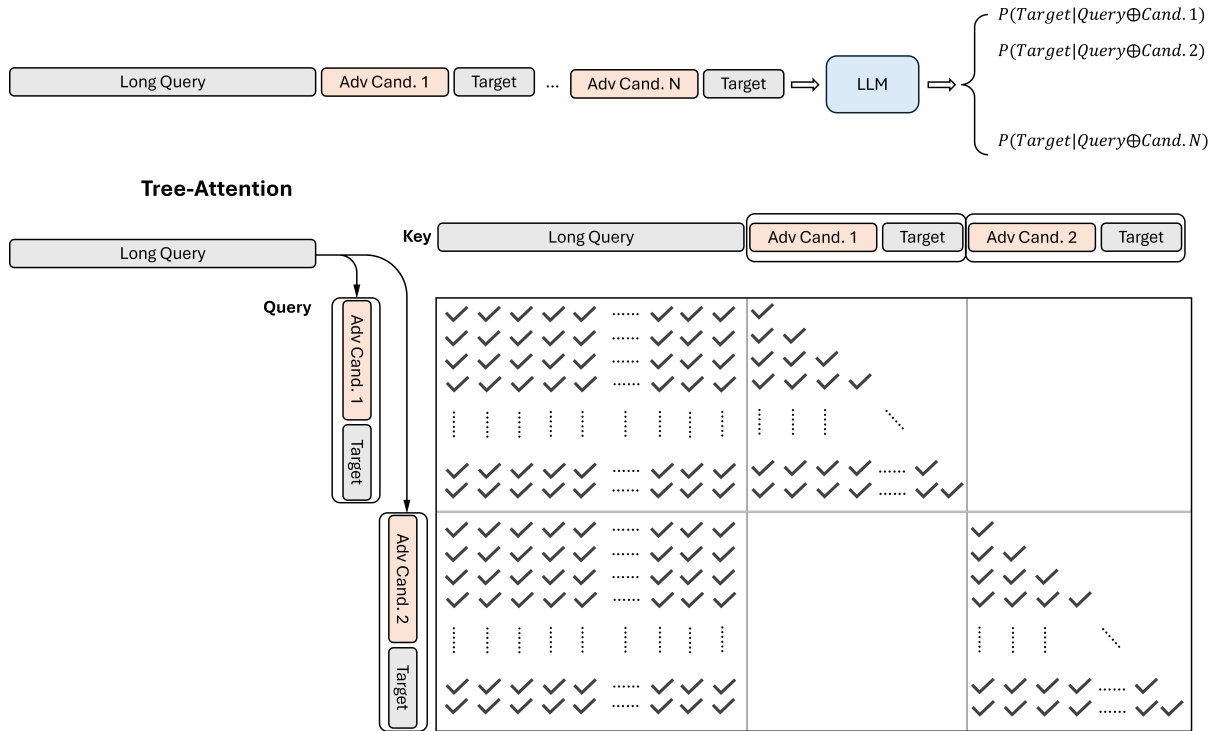 P(Target|Query⊕Cand. 1)
P(Target|Query⊕Cand. 2)
Long Query Adv Cand. 1 Target ... Adv Cand. N Target LLM
P(Target|Query⊕Cand. N)
Tree-Attention
Key Long Query Adv Cand. 1 Target Adv Cand. 2 Target
Long Query
Query
Adv Cand. 1
Target
Adv Cand. 2
Target